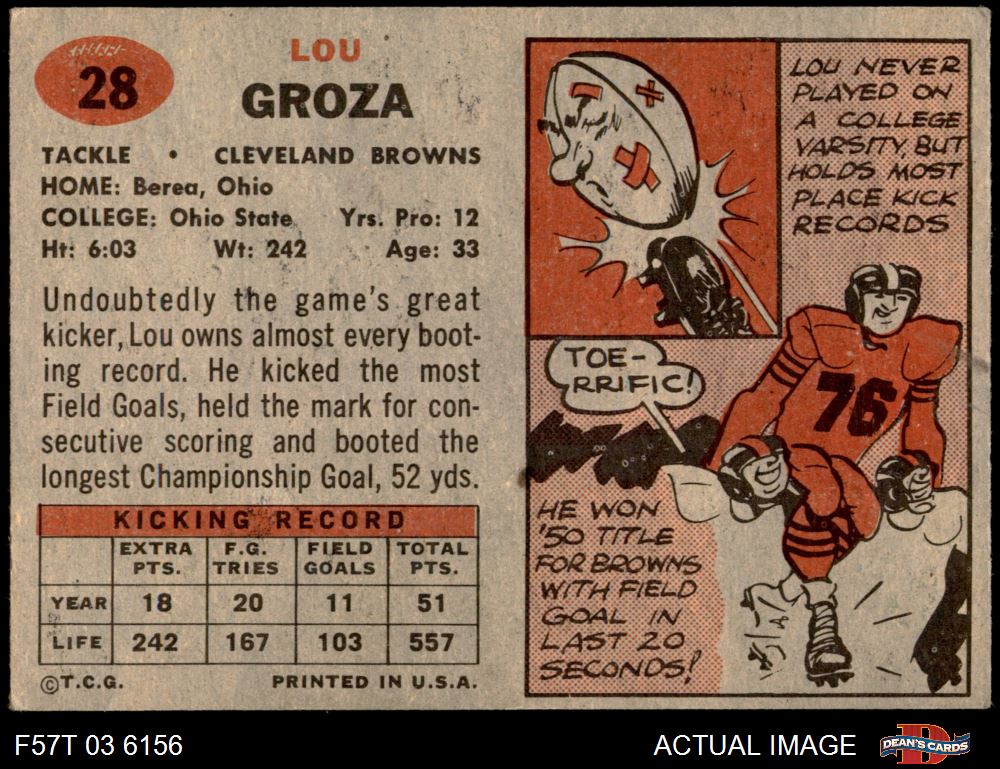 28
LOU
GROZA
TACKLE • CLEVELAND BROWNS
HOME: Berea, Ohio
COLLEGE: Ohio State Yrs. Pro: 12
Ht: 6:03 Wt: 242 Age: 33
Undoubtedly the game's great
kicker, Lou owns almost every boot-
ing record. He kicked the most
Field Goals, held the mark for con-
secutive scoring and booted the
longest Championship Goal, 52 yds.
KICKING RECORD
EXTRA PTS. F.G. TRIES FIELD GOALS TOTAL PTS.
YEAR 18 20 11 51
LIFE 242 167 103 557
©T.C.G. PRINTED IN U.S.A.
LOU NEVER
PLAYED ON
A COLLEGE
VARSITY BUT
HOLDS MOST
PLACE KICK
RECORDS
TOE-
RRIFIC!
76
HE WON
'50 TITLE
FOR BROWNS
WITH FIELD
GOAL IN
LAST 20
SECONDS!
F57T 03 6156
ACTUAL IMAGE
D
DEAN'S CARDS